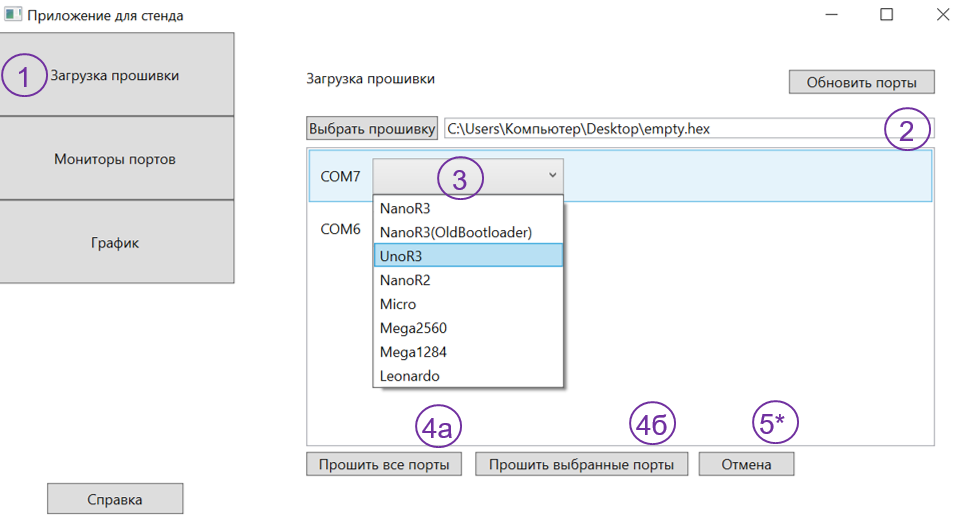 Приложение для стенда
1
Загрузка прошивки
Мониторы портов
График
Справка
Загрузка прошивки
Обновить порты
Выбрать прошивку
C:\Users\Компьютер\Desktop\empty.hex
2
COM7
3
NanoR3
NanoR3(OldBootloader)
UnoR3
NanoR2
Micro
Mega2560
Mega1284
Leonardo
COM6
4а
4б
5*
Прошить все порты
Прошить выбранные порты
Отмена